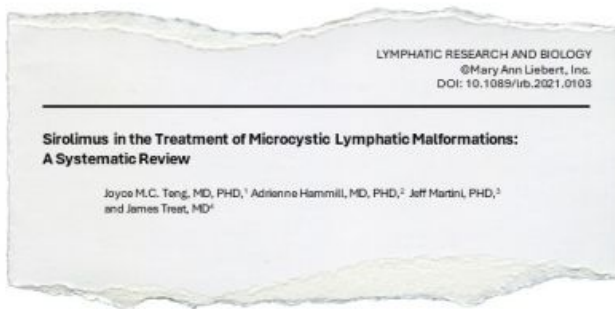 LYMPHATIC RESEARCH AND BIOLOGY
©Mary Ann Liebert, Inc.
DOI: 10.1089/lrb.2021.0103
Sirolimus in the Treatment of Microcystic Lymphatic Malformations:
A Systematic Review
Joyce M.C. Teng, MD, PHD,¹ Adrienne Hammill, MD, PHD,² Jeff Martini, PHD,³
and James Treat, MD⁴